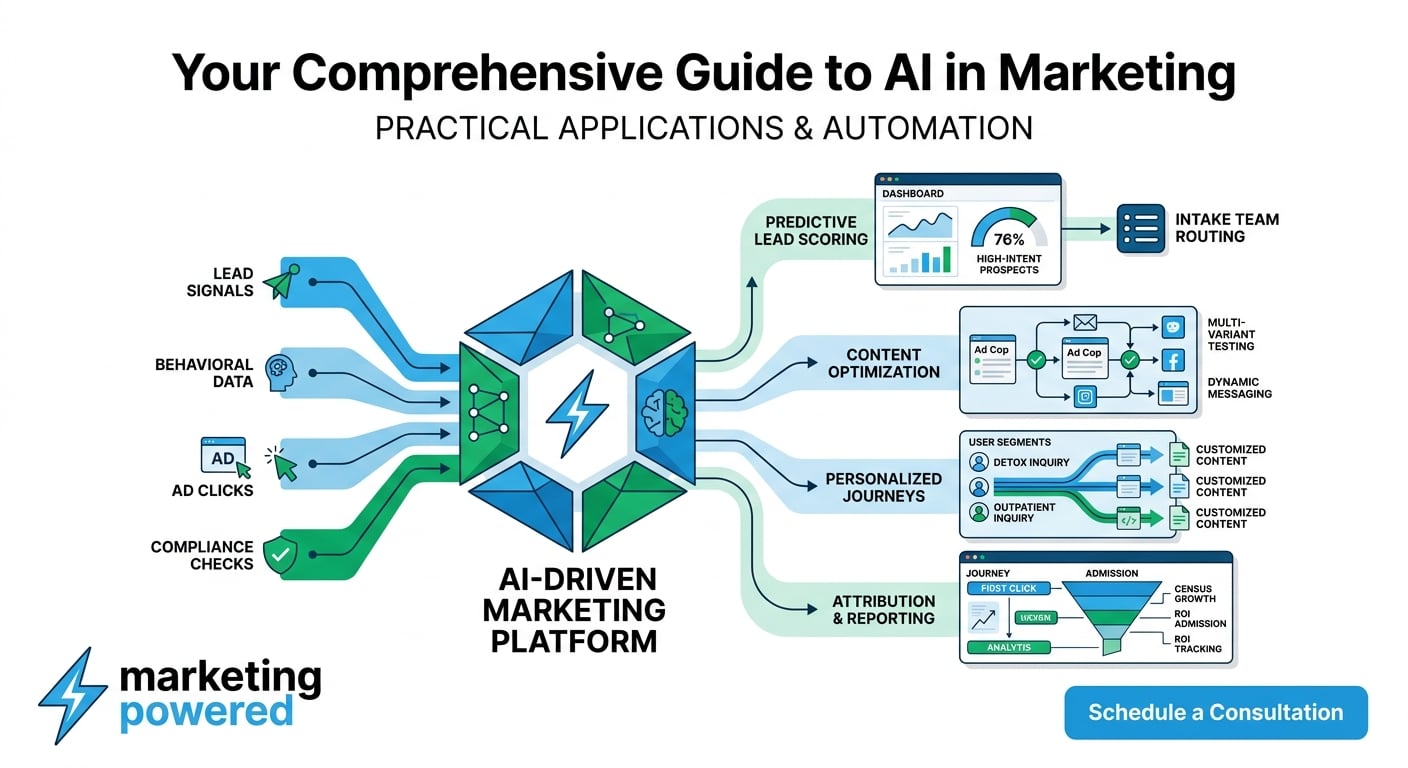 Your Comprehensive Guide to AI in Marketing
PRACTICAL APPLICATIONS & AUTOMATION
LEAD
SIGNALS
BEHAVIORAL
DATA
AD
AD CLICKS
COMPLIANCE
CHECKS
AI-DRIVEN
MARKETING
PLATFORM
PREDICTIVE
LEAD SCORING
DASHBOARD
76%
HIGH-INTENT
PROSPECTS
INTAKE TEAM
ROUTING
CONTENT
OPTIMIZATION
Ad Cop
Ad Cop
MULTI-
VARIANT
TESTING
DYNAMIC
MESSAGING
PERSONALIZED
JOURNEYS
USER SEGMENTS
DETOX INQUIRY
OUTPATIENT
INQUIRY
</>
CUSTOMIZED
CONTENT
CUSTOMIZED
CONTENT
CUSTOMIZED
CONTENT
ATTRIBUTION
& REPORTING
JOURNEY
CLICK
ANALYTIS
ADMISSION
CENSUS
GROWTH
ROI
ADMISSION
ROI
TRACKING
marketing
powered
Schedule a Consultation